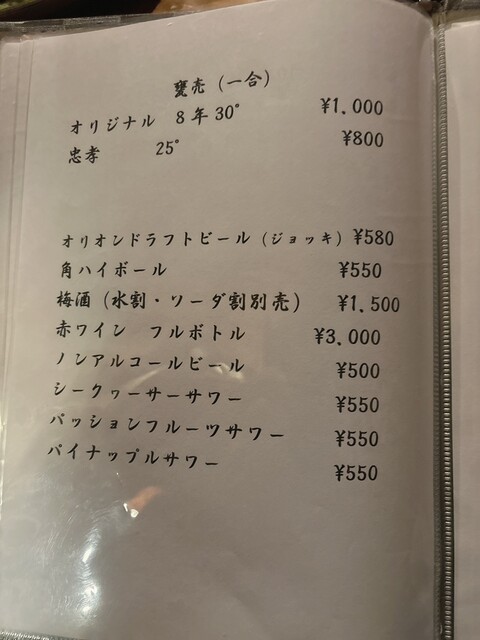 甕売（一合）
オリジナル 8年30° ¥1,000
忠孝 25° ¥800
オリオンドラフトビール（ジョッキ）¥580
角ハイボール ¥550
梅酒（水割・ソーダ割別売） ¥1,500
赤ワイン フルボトル ¥3,000
ノンアルコールビール ¥500
シークヮーサーサワー ¥550
パッションフルーツサワー ¥550
パイナップルサワー ¥550